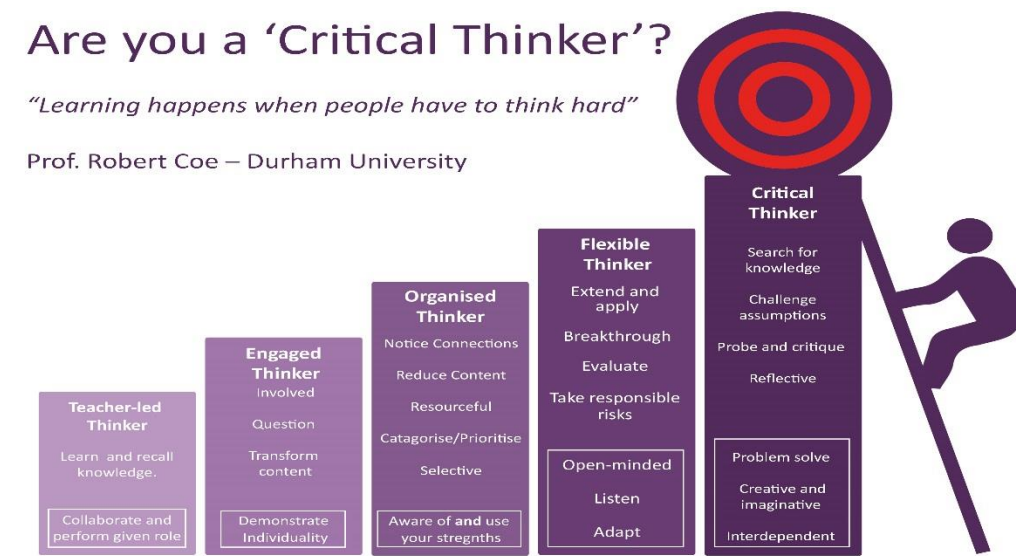 Are you a ‘Critical Thinker’?
“Learning happens when people have to think hard”
Prof. Robert Coe – Durham University
Teacher-led
Thinker
Learn and recall
knowledge.
Collaborate and
perform given role
Engaged
Thinker
Involved
Question
Transform
content
Demonstrate
Individuality
Organised
Thinker
Notice Connections
Reduce Content
Resourceful
Catagorise/Prioritise
Selective
Aware of and use
your stregnths
Flexible
Thinker
Extend and
apply
Breakthrough
Evaluate
Take responsible
risks
Open-minded
Listen
Adapt
Critical
Thinker
Search for
knowledge
Challenge
assumptions
Probe and critique
Reflective
Problem solve
Creative and
imaginative
Interdependent